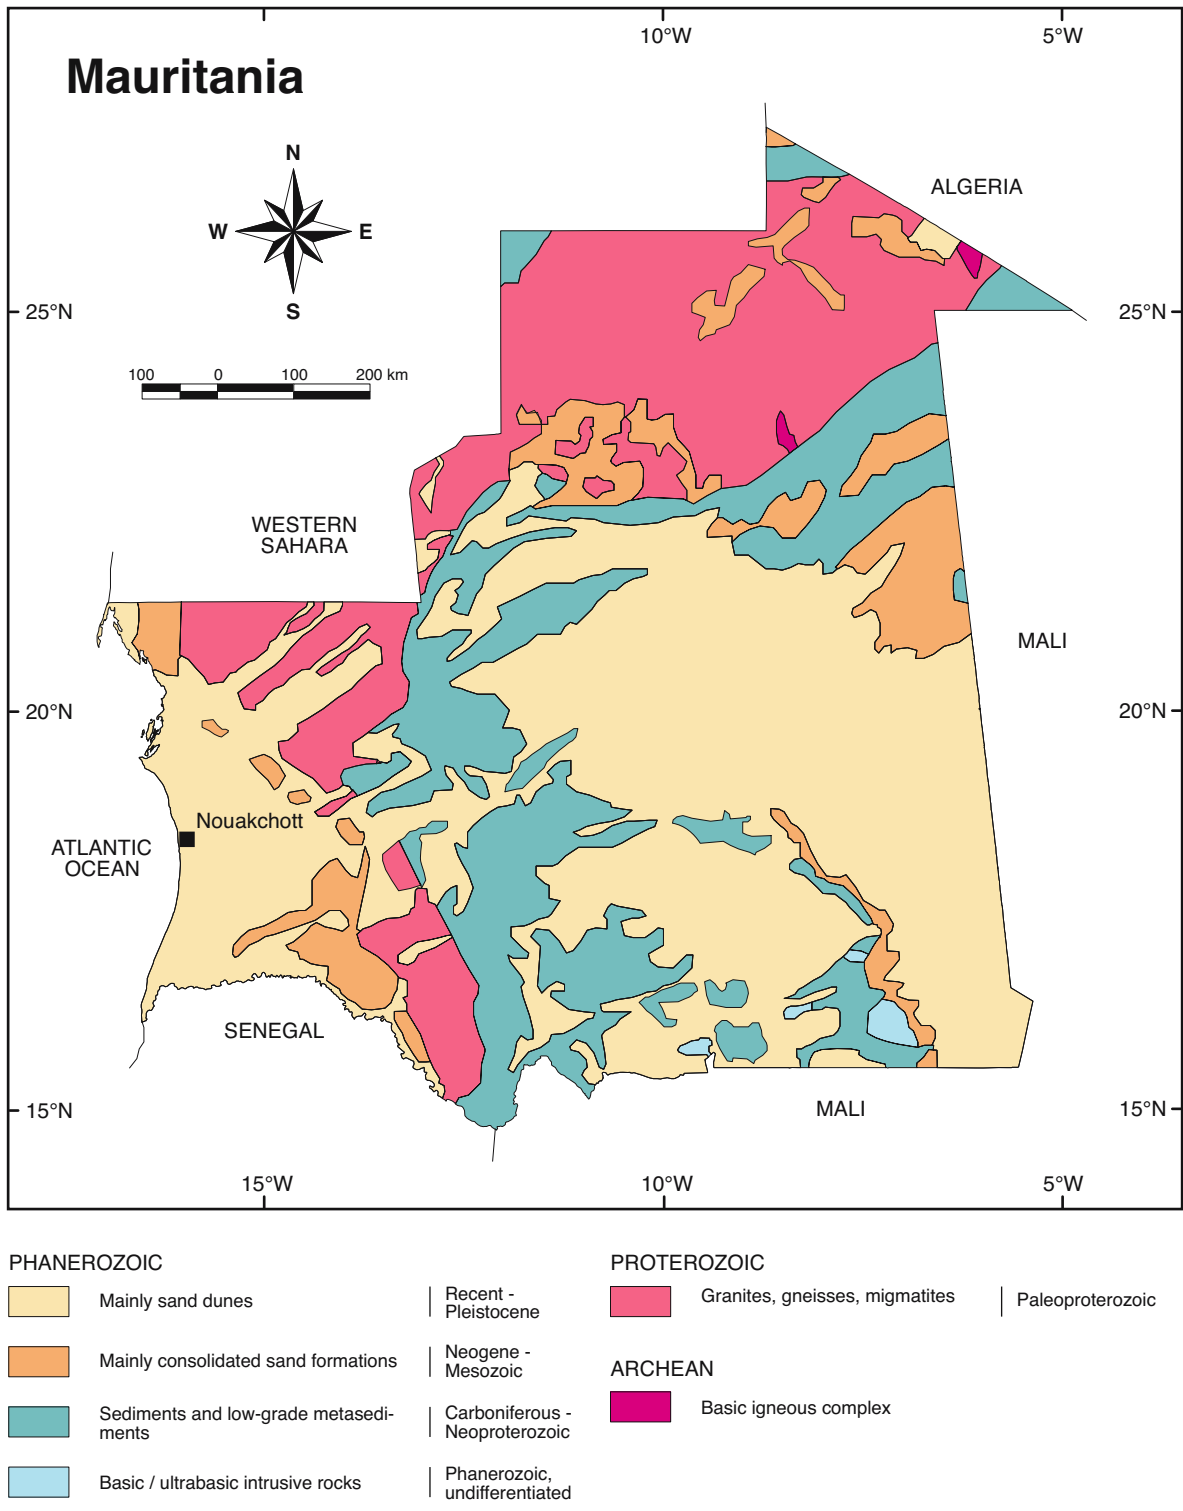 10°W
5°W
Mauritania
N
W
E
S
ALGERIA
25°N
25°N
100
0
100
200 km
WESTERN
SAHARA
MALI
20°N
20°N
Nouakchott
ATLANTIC
OCEAN
SENEGAL
MALI
15°N
15°N
15°W
10°W
5°W
PHANEROZOIC
Mainly sand dunes
Recent -
Pleistocene
Mainly consolidated sand formations
Neogene -
Mesozoic
Sediments and low-grade metasedi-
ments
Carboniferous -
Neoproterozoic
Basic / ultrabasic intrusive rocks
Phanerozoic,
undifferentiated
PROTEROZOIC
Granites, gneisses, migmatites
Paleoproterozoic
ARCHEAN
Basic igneous complex